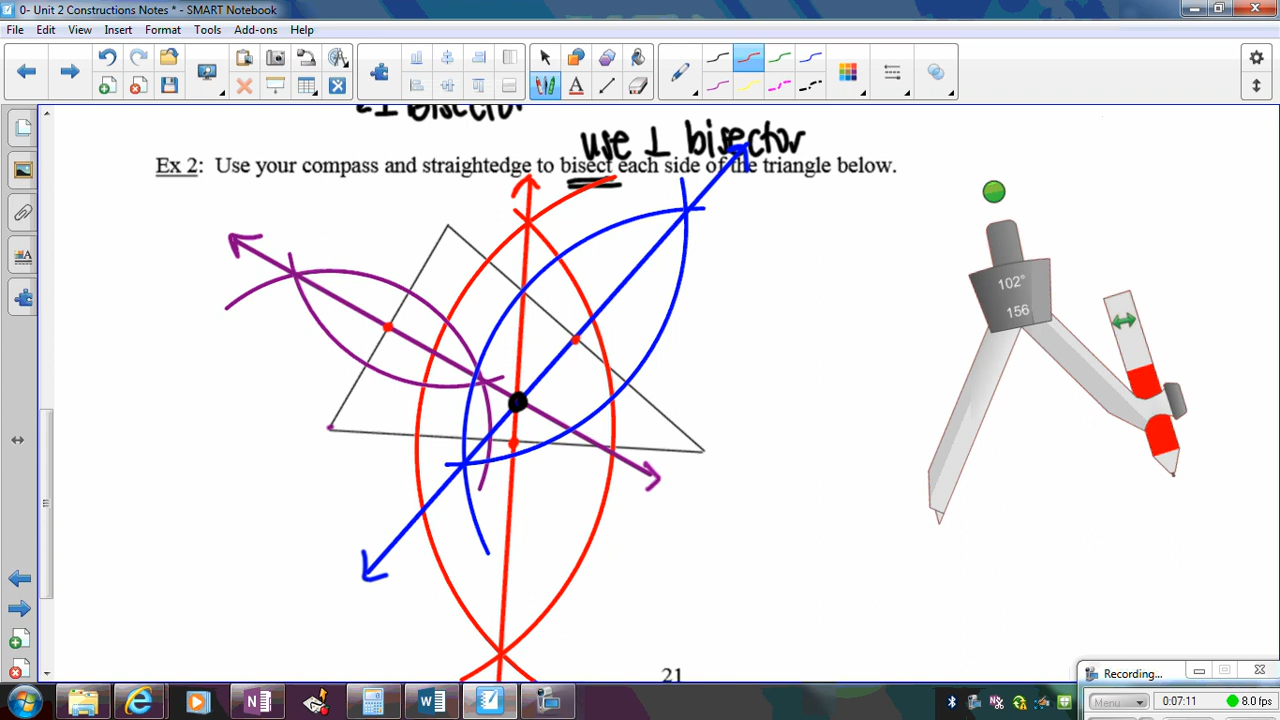 0- Unit 2 Constructions Notes * - SMART Notebook
File Edit View Insert Format Tools Add-ons Help
=⊥ Bisector
use ⊥ bisector
Ex 2: Use your compass and straightedge to bisect each side of the triangle below.
102°
156
21
Recording...
Menu 0:07:11 8.0 fps